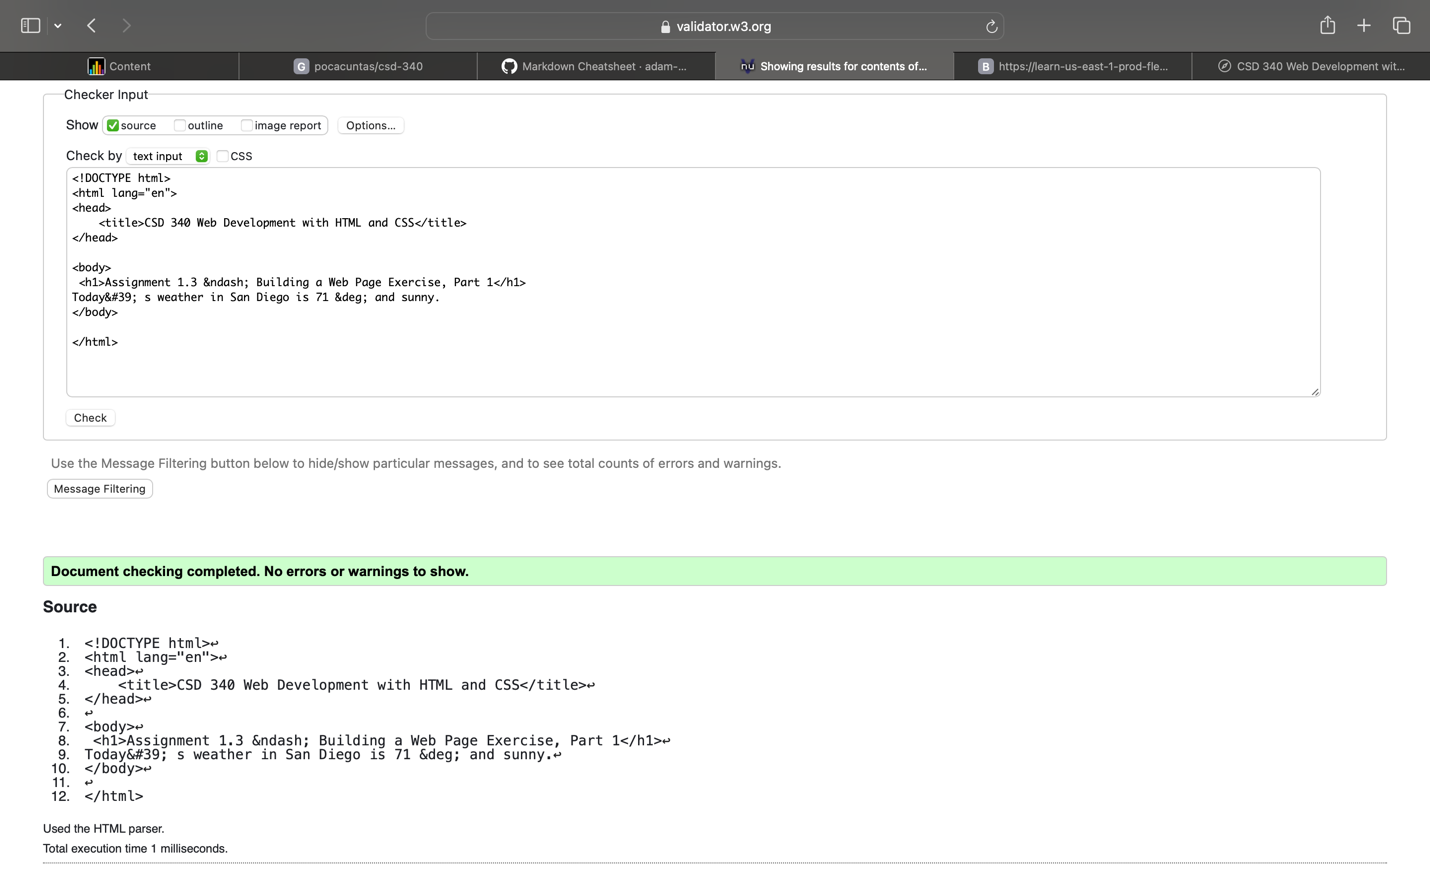 validator.w3.org
Content
G pocacuntas/csd-340
Markdown Cheatsheet · adam-...
nu Showing results for contents of...
B https://learn-us-east-1-prod-fle...
CSD 340 Web Development wit...
Checker Input
Show source outline image report Options...
Check by text input CSS
<!DOCTYPE html>
<html lang="en">
<head>
    <title>CSD 340 Web Development with HTML and CSS</title>
</head>
<body>
 <h1>Assignment 1.3 &ndash; Building a Web Page Exercise, Part 1</h1>
Today&#39; s weather in San Diego is 71 &deg; and sunny.
</body>
</html>
Check
Use the Message Filtering button below to hide/show particular messages, and to see total counts of errors and warnings.
Message Filtering
Document checking completed. No errors or warnings to show.
Source
1. <!DOCTYPE html>↩
2. <html lang="en">↩
3. <head>↩
4.     <title>CSD 340 Web Development with HTML and CSS</title>↩
5. </head>↩
6. ↩
7. <body>↩
8.  <h1>Assignment 1.3 &ndash; Building a Web Page Exercise, Part 1</h1>↩
9. Today&#39; s weather in San Diego is 71 &deg; and sunny.↩
10. </body>↩
11. ↩
12. </html>
Used the HTML parser.
Total execution time 1 milliseconds.